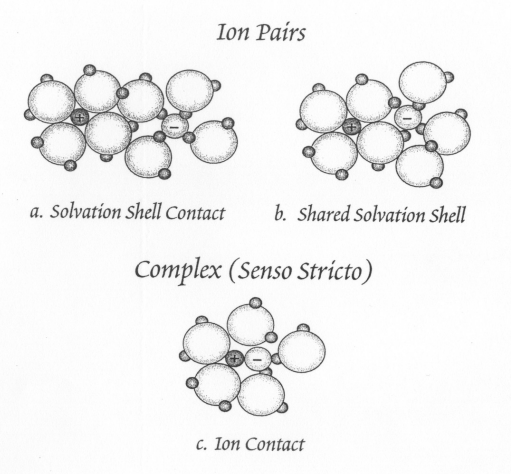 Ion Pairs
+
−
+
−
a. Solvation Shell Contact
b. Shared Solvation Shell
Complex (Senso Stricto)
+
−
c. Ion Contact